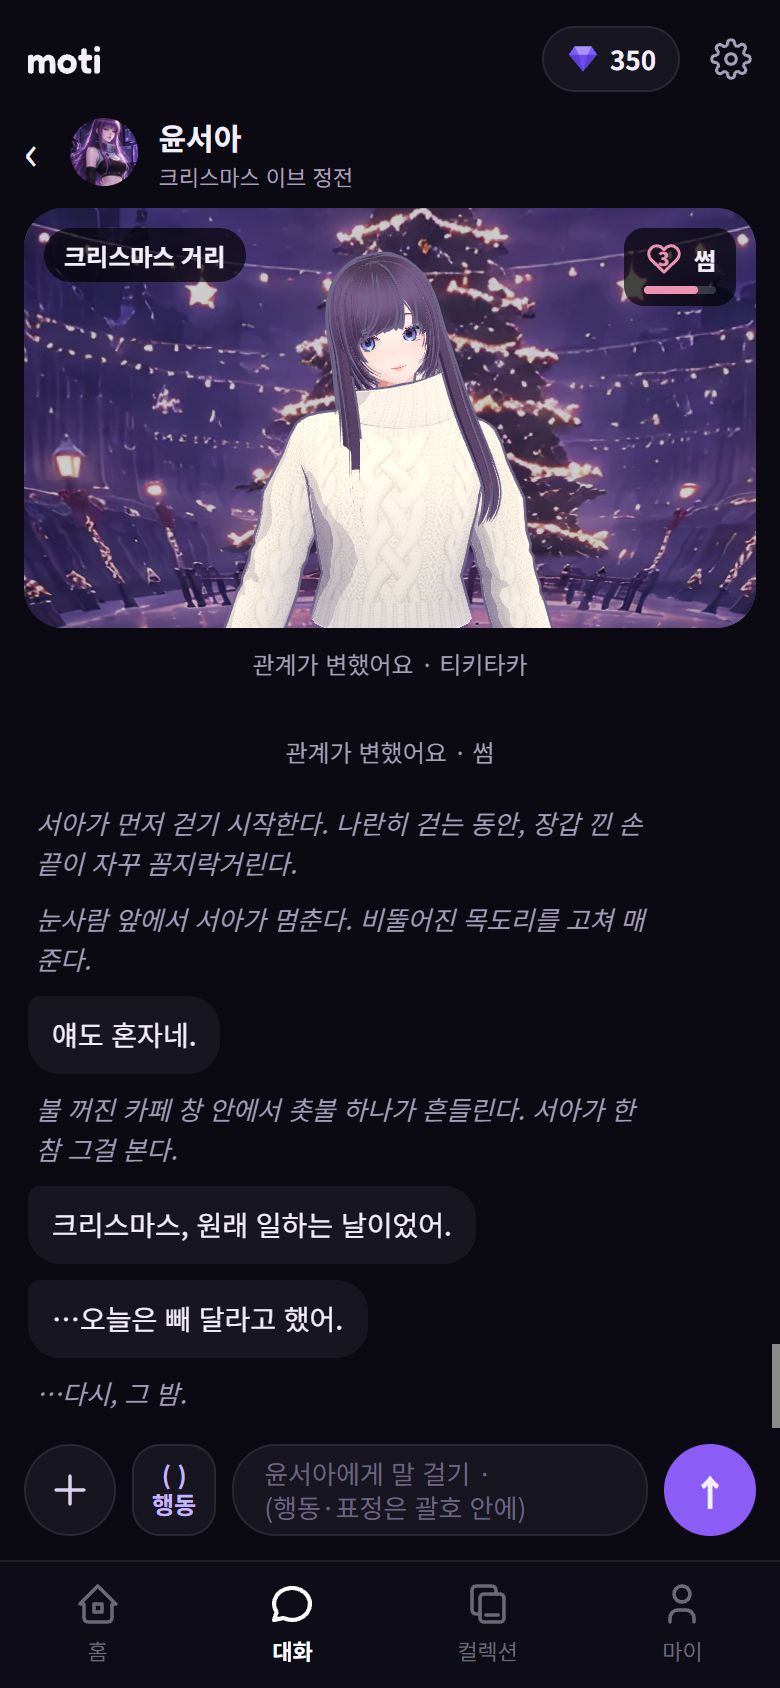 moti
350
윤서아
크리스마스 이브 정전
크리스마스 거리
3 썸
관계가 변했어요 · 티키타카
관계가 변했어요 · 썸
서아가 먼저 걷기 시작한다. 나란히 걷는 동안, 장갑 낀 손
끝이 자꾸 꼼지락거린다.
눈사람 앞에서 서아가 멈춘다. 비뚤어진 목도리를 고쳐 매
준다.
얘도 혼자네.
불 꺼진 카페 창 안에서 촛불 하나가 흔들린다. 서아가 한
참 그걸 본다.
크리스마스, 원래 일하는 날이었어.
…오늘은 빼 달라고 했어.
…다시, 그 밤.
( )
행동
윤서아에게 말 걸기 ·
(행동·표정은 괄호 안에)
홈
대화
컬렉션
마이